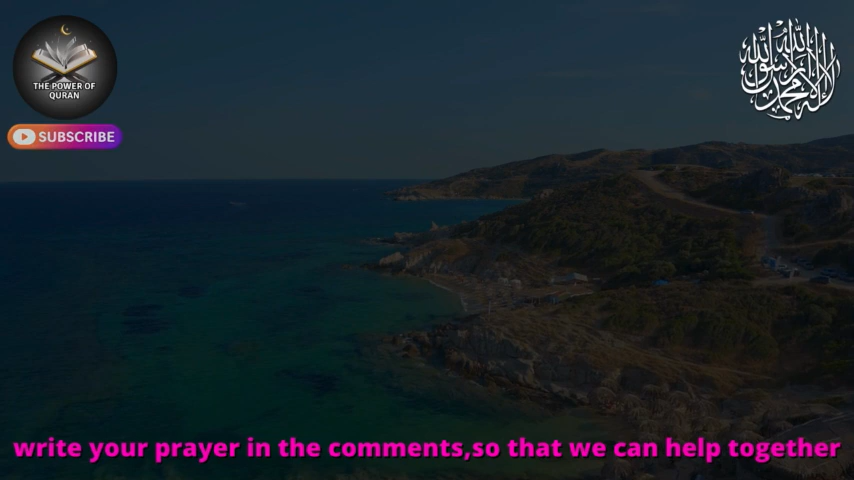 THE POWER OF
QURAN
SUBSCRIBE
لا إله إلا الله محمد رسول الله
write your prayer in the comments,so that we can help together